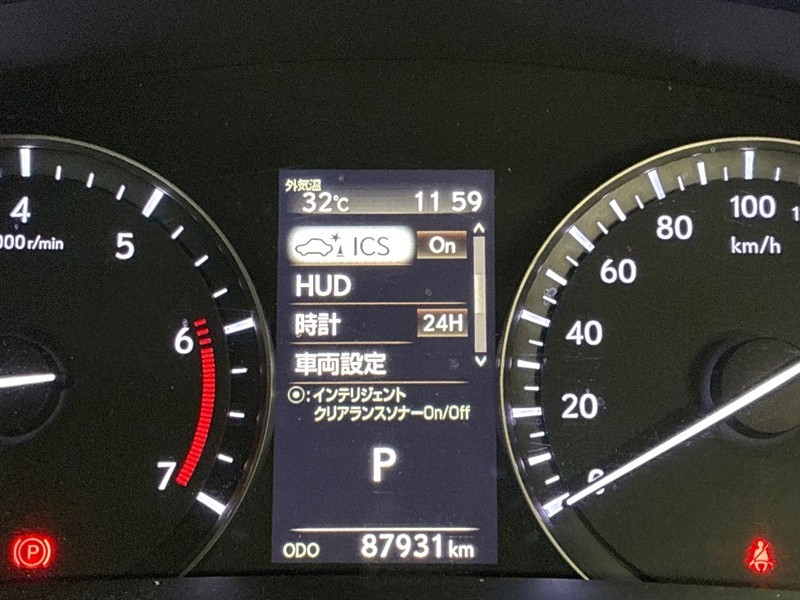 外気温
32℃ 11 59
ICS On
HUD
時計 24H
車両設定
⦿:インテリジェント
クリアランスソナーOn/Off
P
ODO 87931 km
4
000 r/min
5
6
7
100
80
km/h
60
40
20
0
P